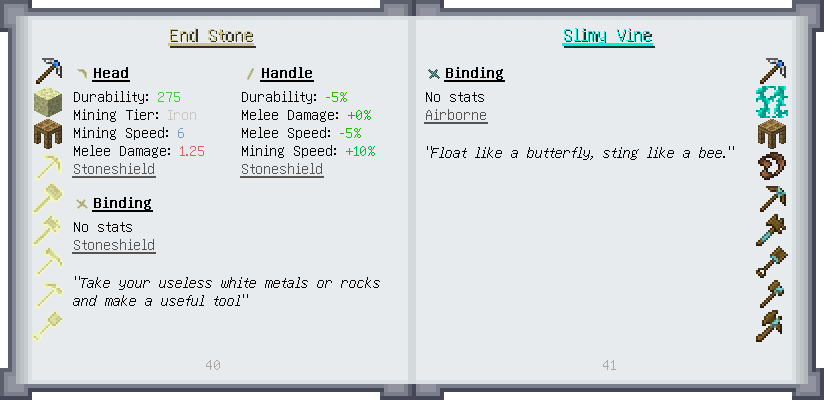 End Stone
Head
Durability: 275
Mining Tier: Iron
Mining Speed: 6
Melee Damage: 1.25
Stoneshield
Handle
Durability: -5%
Melee Damage: +0%
Melee Speed: -5%
Mining Speed: +10%
Stoneshield
Binding
No stats
Stoneshield
"Take your useless white metals or rocks
and make a useful tool"
40
Slimy Vine
Binding
No stats
Airborne
"Float like a butterfly, sting like a bee."
41